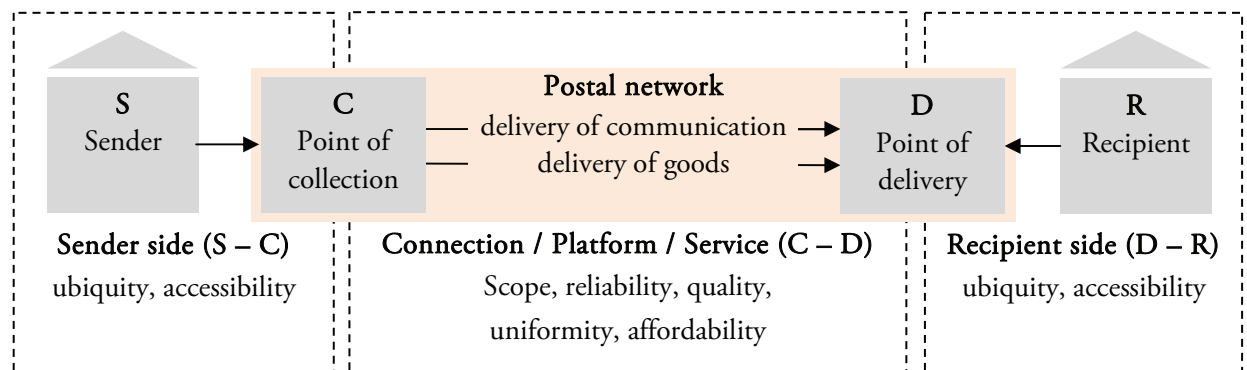 S
Sender
C
Point of
collection
Postal network
delivery of communication
delivery of goods
D
Point of
delivery
R
Recipient
Sender side (S – C)
ubiquity, accessibility
Connection / Platform / Service (C – D)
Scope, reliability, quality,
uniformity, affordability
Recipient side (D – R)
ubiquity, accessibility